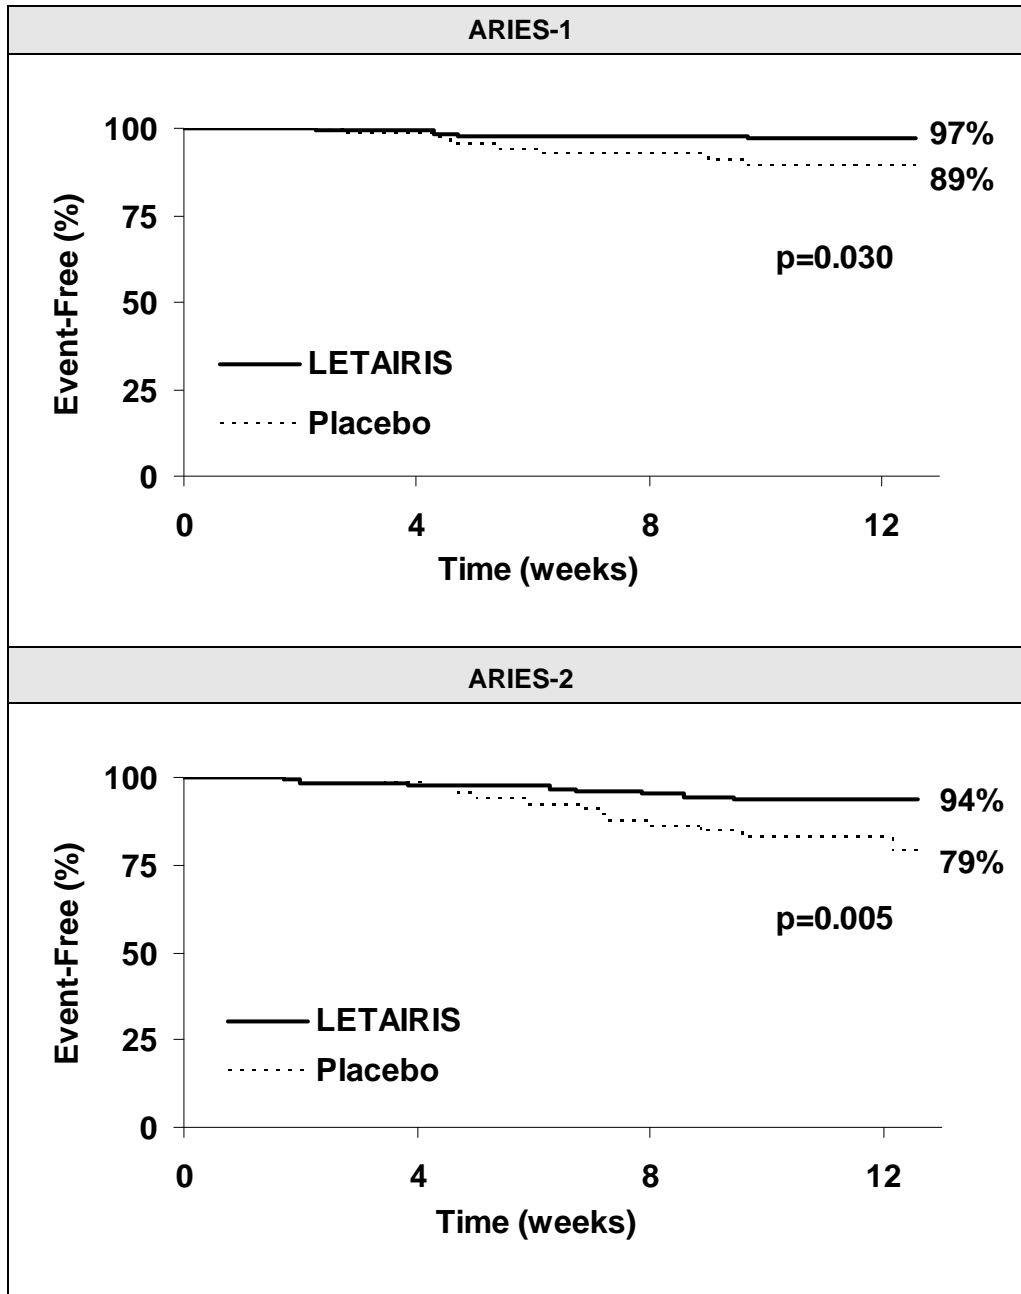 ARIES-1
100
75
50
25
0
Event-Free (%)
97%
89%
p=0.030
LETAIRIS
Placebo
0 4 8 12
Time (weeks)
ARIES-2
100
75
50
25
0
Event-Free (%)
94%
79%
p=0.005
LETAIRIS
Placebo
0 4 8 12
Time (weeks)